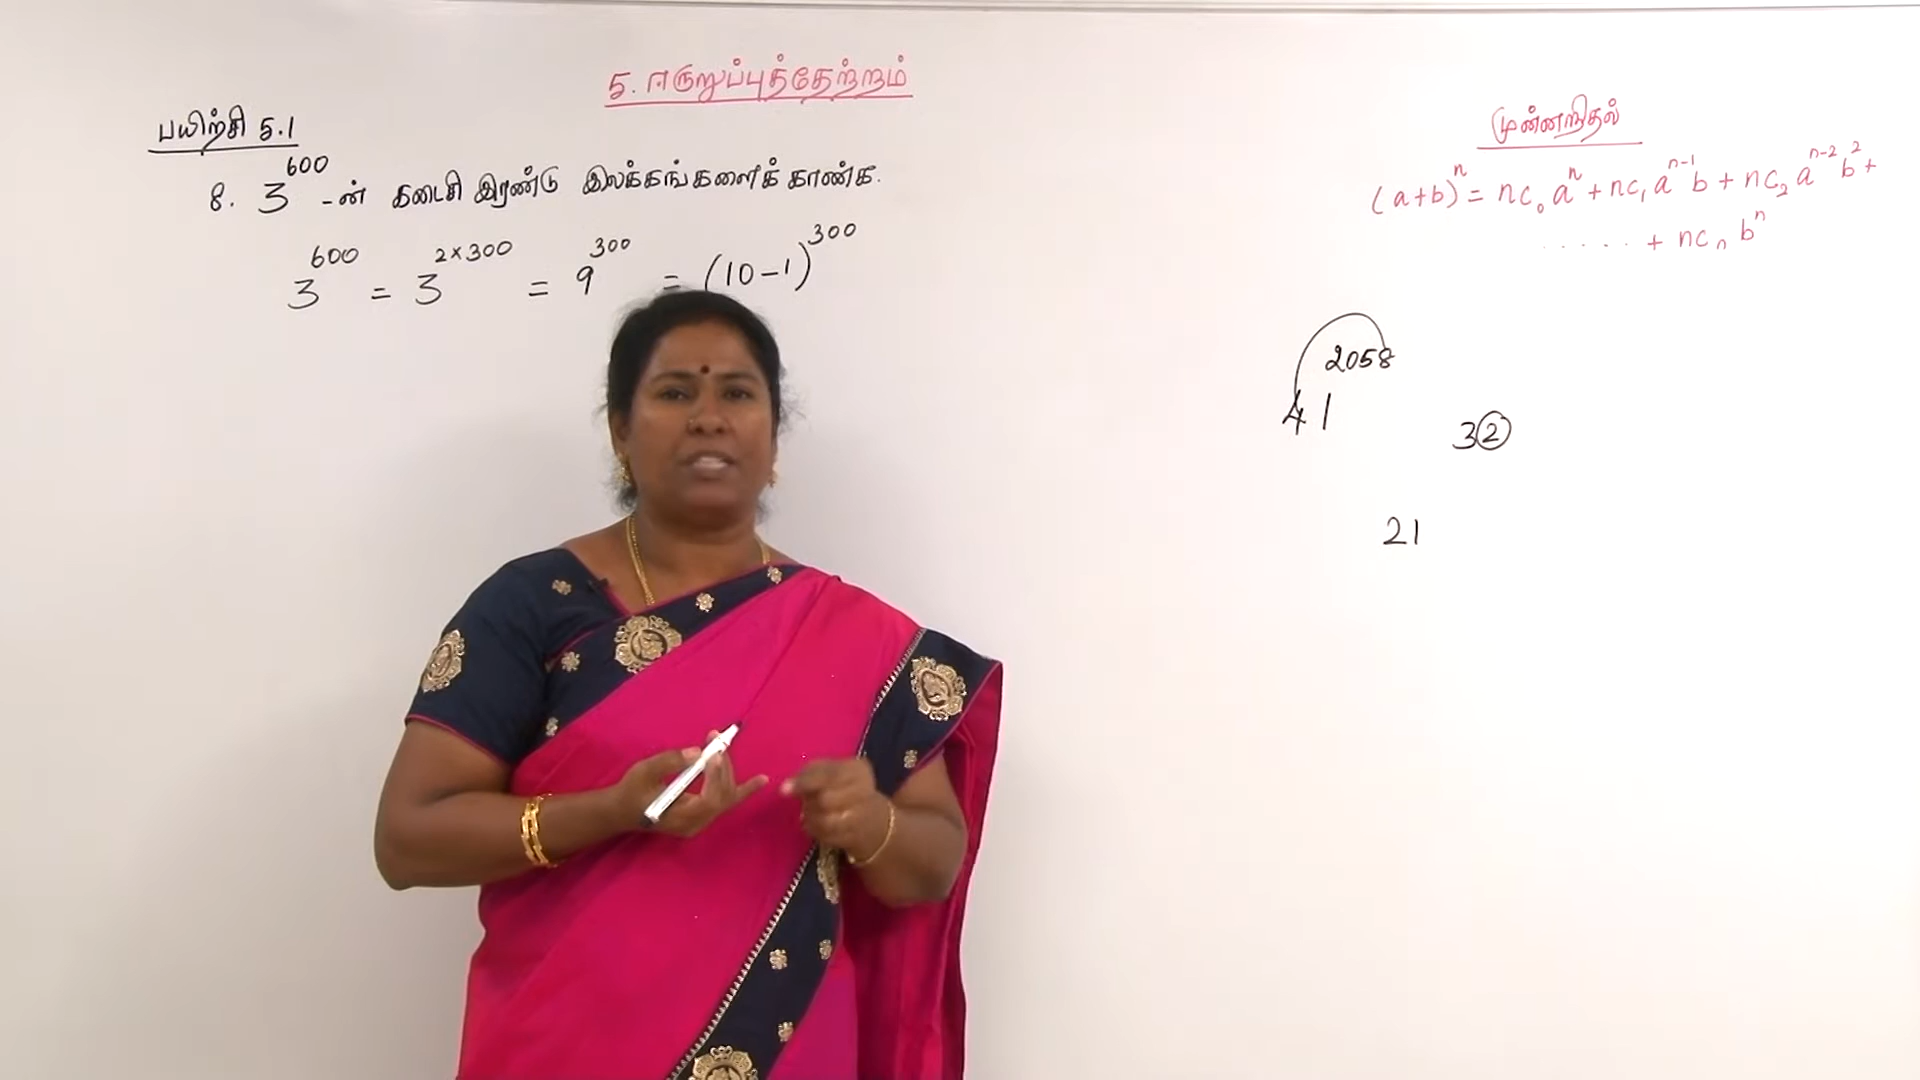 5. ஈருறுப்புத்தேற்றம்
பயிற்சி 5.1
8. 3^600 -ன் கடைசி இரண்டு இலக்கங்களைக் காண்க.
3^600 = 3^(2×300) = 9^300 = (10-1)^300
முன்னறிதல்
(a+b)^n = nc₀ a^n + nc₁ a^(n-1) b + nc₂ a^(n-2) b^2 +
..... + nc_n b^n
2058
41
32
21